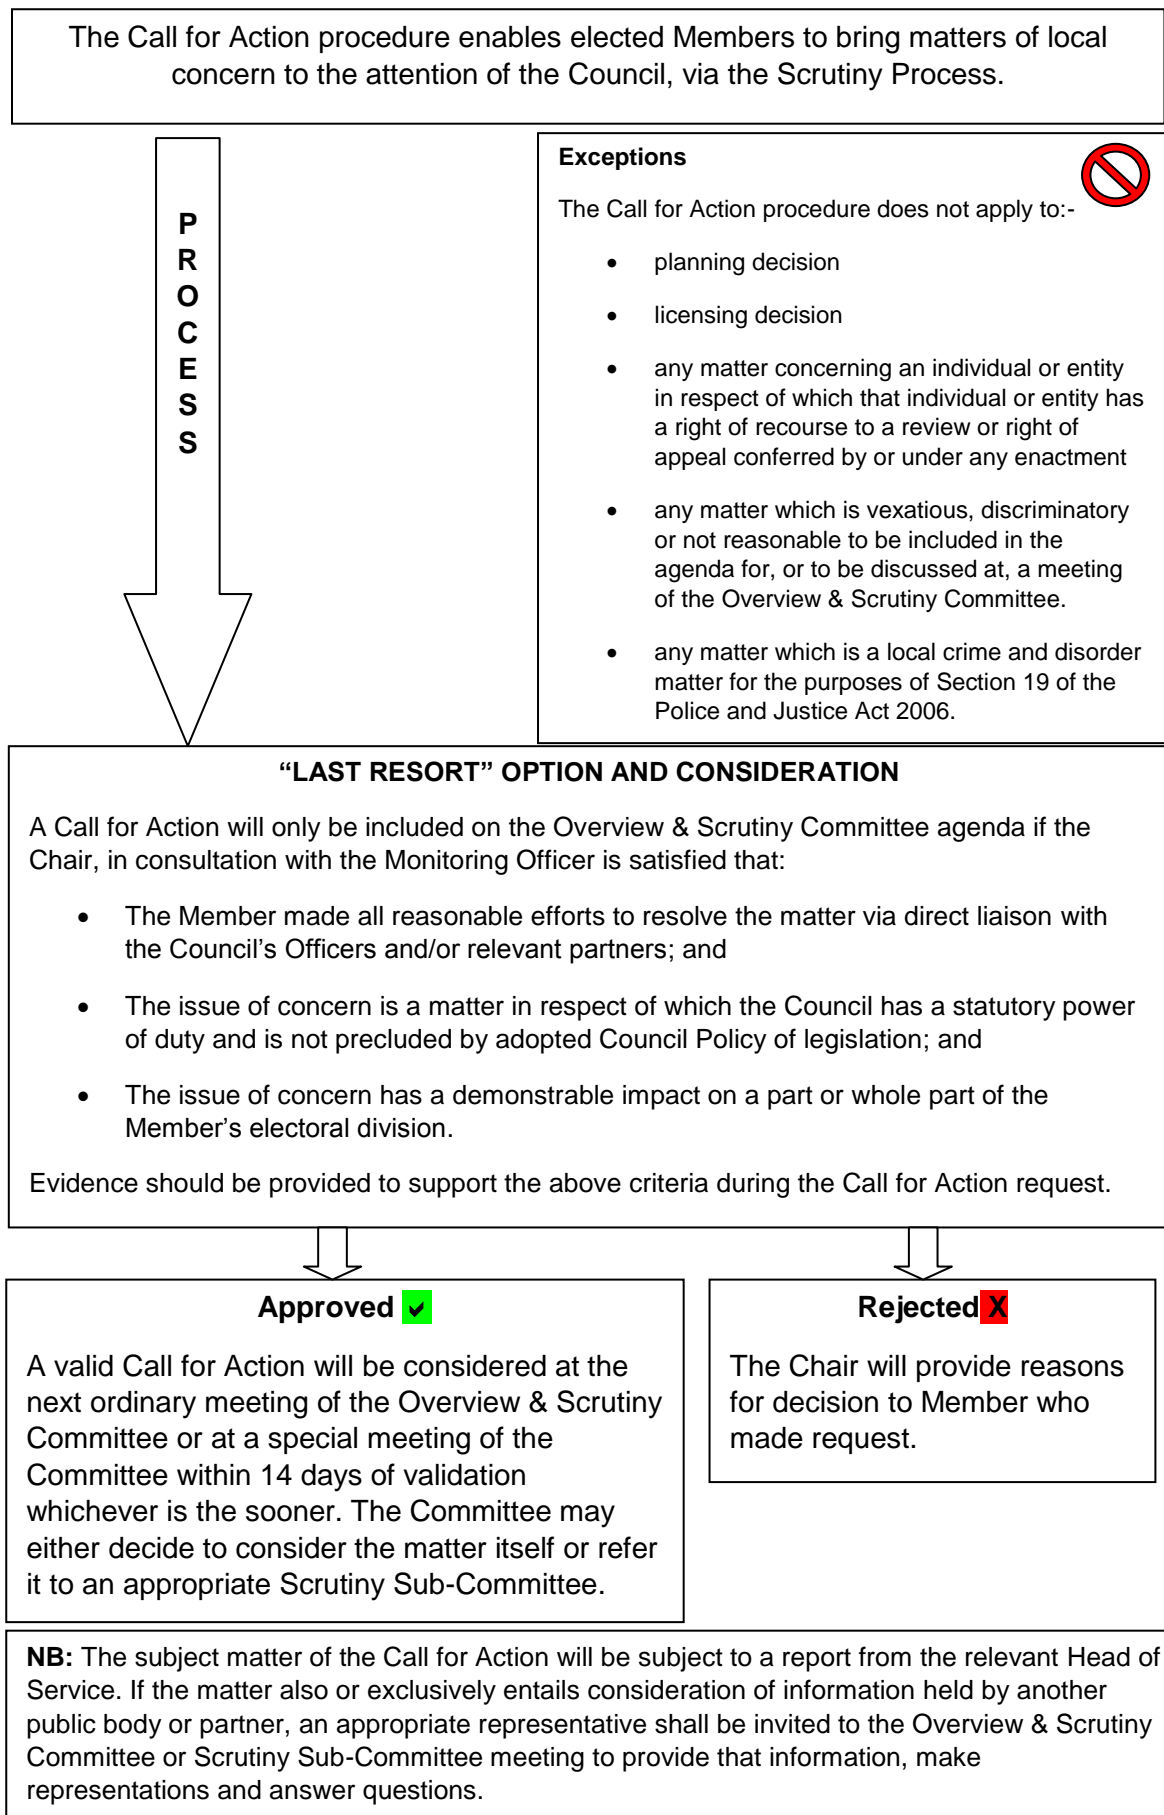 The Call for Action procedure enables elected Members to bring matters of local
concern to the attention of the Council, via the Scrutiny Process.
P
R
O
C
E
S
S
Exceptions
The Call for Action procedure does not apply to:-
• planning decision
• licensing decision
• any matter concerning an individual or entity
in respect of which that individual or entity has
a right of recourse to a review or right of
appeal conferred by or under any enactment
• any matter which is vexatious, discriminatory
or not reasonable to be included in the
agenda for, or to be discussed at, a meeting
of the Overview & Scrutiny Committee.
• any matter which is a local crime and disorder
matter for the purposes of Section 19 of the
Police and Justice Act 2006.
“LAST RESORT” OPTION AND CONSIDERATION
A Call for Action will only be included on the Overview & Scrutiny Committee agenda if the
Chair, in consultation with the Monitoring Officer is satisfied that:
• The Member made all reasonable efforts to resolve the matter via direct liaison with
the Council’s Officers and/or relevant partners; and
• The issue of concern is a matter in respect of which the Council has a statutory power
of duty and is not precluded by adopted Council Policy of legislation; and
• The issue of concern has a demonstrable impact on a part or whole part of the
Member’s electoral division.
Evidence should be provided to support the above criteria during the Call for Action request.
Approved ✔
A valid Call for Action will be considered at the
next ordinary meeting of the Overview & Scrutiny
Committee or at a special meeting of the
Committee within 14 days of validation
whichever is the sooner. The Committee may
either decide to consider the matter itself or refer
it to an appropriate Scrutiny Sub-Committee.
Rejected X
The Chair will provide reasons
for decision to Member who
made request.
NB: The subject matter of the Call for Action will be subject to a report from the relevant Head of
Service. If the matter also or exclusively entails consideration of information held by another
public body or partner, an appropriate representative shall be invited to the Overview & Scrutiny
Committee or Scrutiny Sub-Committee meeting to provide that information, make
representations and answer questions.